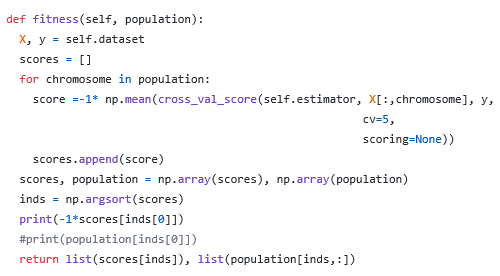 def fitness(self, population):
  X, y = self.dataset
  scores = []
  for chromosome in population:
    score =-1* np.mean(cross_val_score(self.estimator, X[:,chromosome], y,
                                                       cv=5,
                                                       scoring=None))
    scores.append(score)
  scores, population = np.array(scores), np.array(population)
  inds = np.argsort(scores)
  print(-1*scores[inds[0]])
  #print(population[inds[0]])
  return list(scores[inds]), list(population[inds,:])